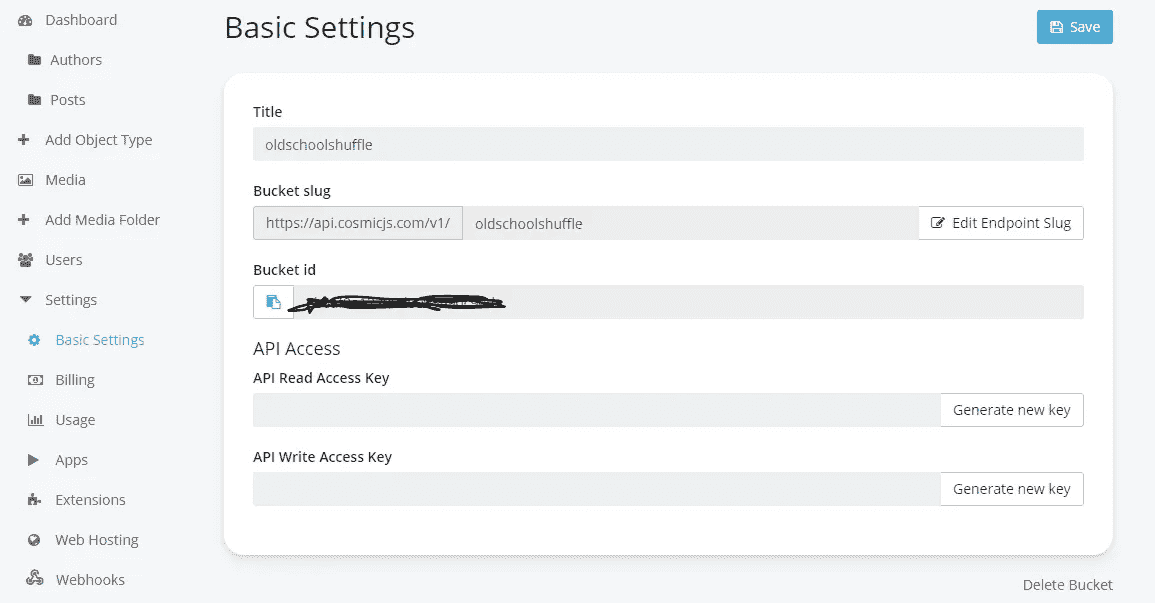 Dashboard
Authors
Posts
Add Object Type
Media
Add Media Folder
Users
Settings
Basic Settings
Billing
Usage
Apps
Extensions
Web Hosting
Webhooks
Basic Settings
Save
Title
oldschoolshuffle
Bucket slug
https://api.cosmicjs.com/v1/ oldschoolshuffle Edit Endpoint Slug
Bucket id
API Access
API Read Access Key
Generate new key
API Write Access Key
Generate new key
Delete Bucket